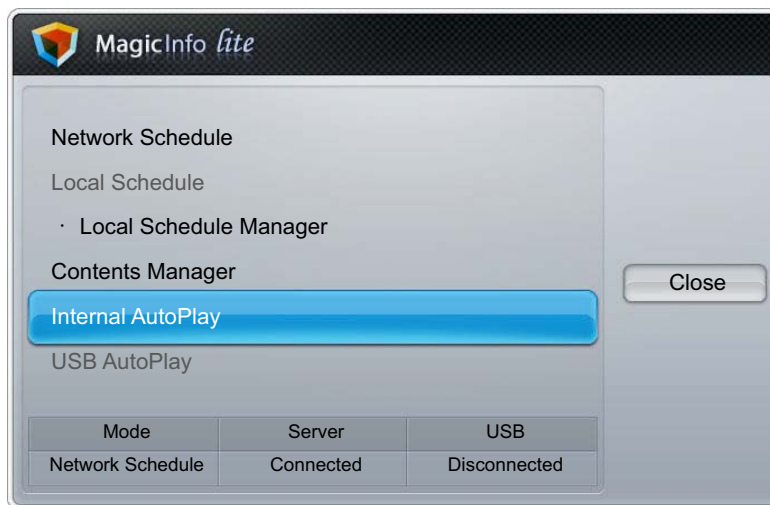 MagicInfo lite
Network Schedule
Local Schedule
· Local Schedule Manager
Contents Manager
Close
Internal AutoPlay
USB AutoPlay
Mode Server USB
Network Schedule Connected Disconnected